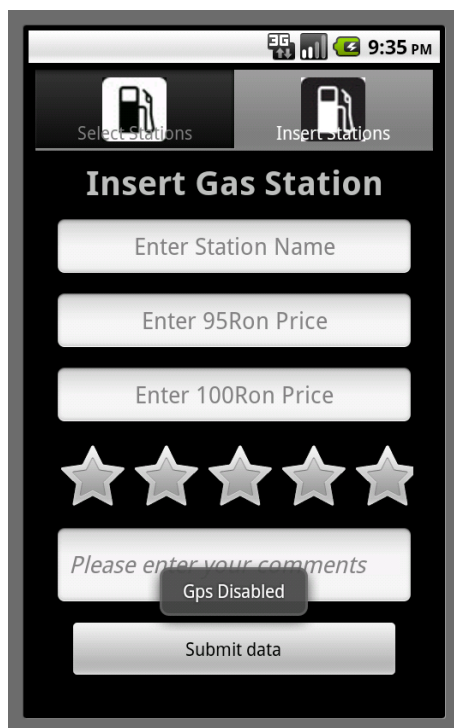 3G 9:35 PM
Select Stations
Insert Stations
Insert Gas Station
Enter Station Name
Enter 95Ron Price
Enter 100Ron Price
Please enter your comments
Gps Disabled
Submit data